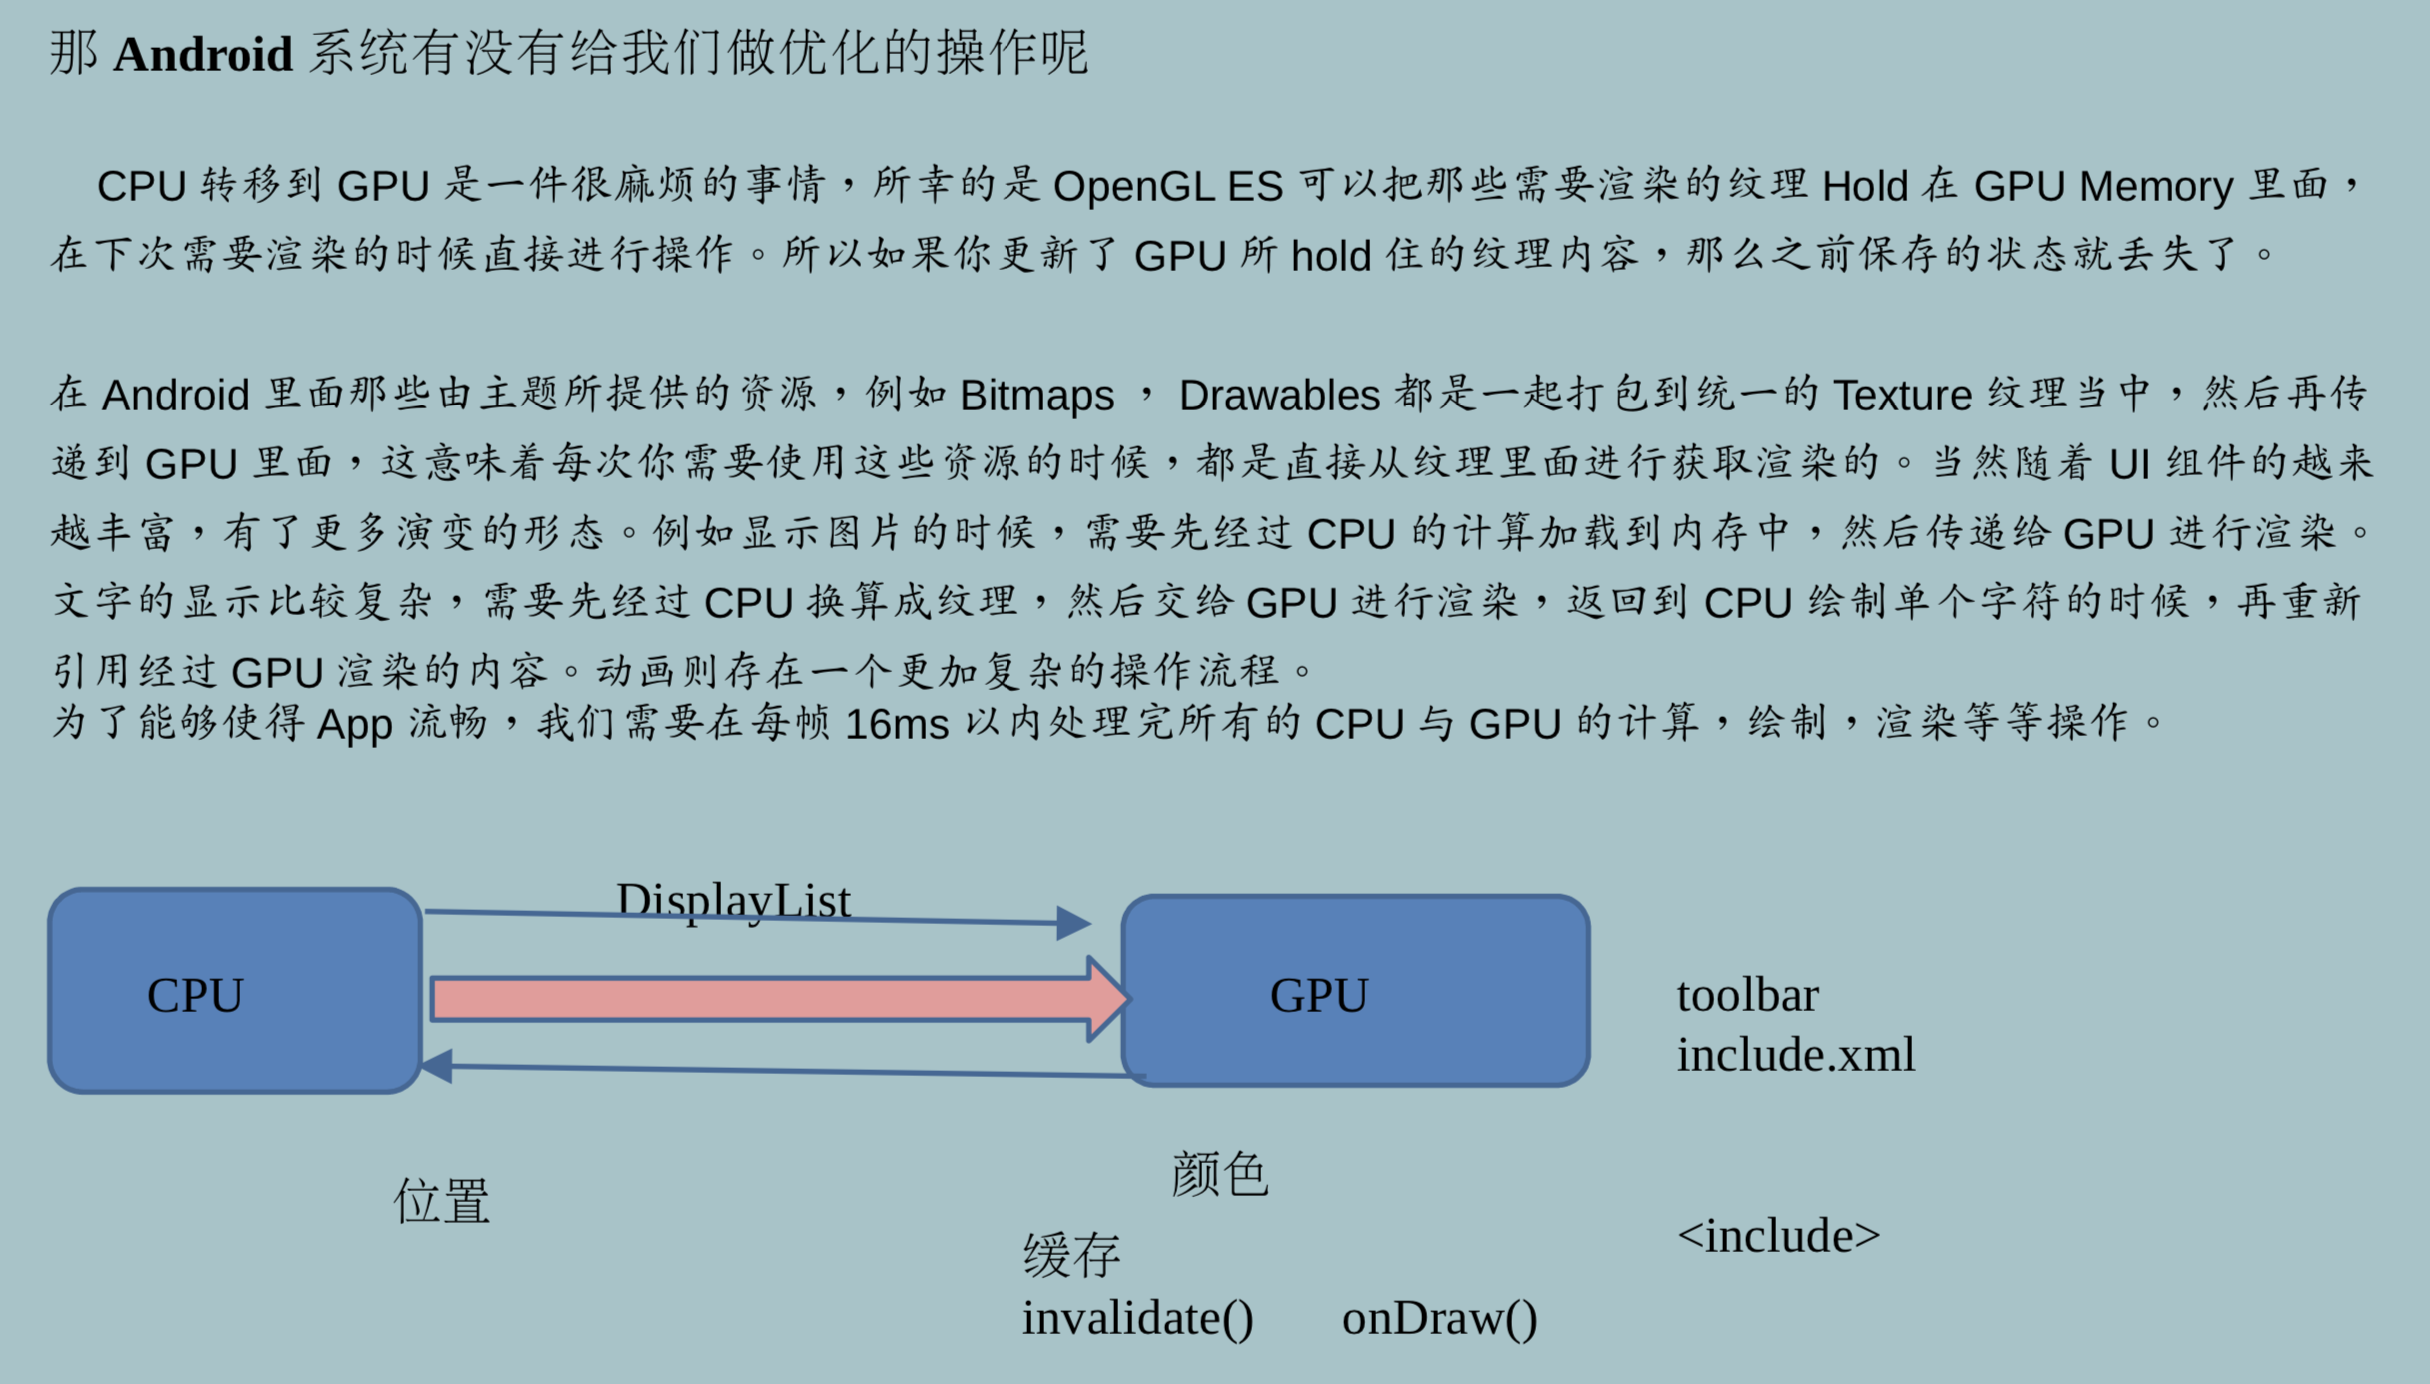 那 Android 系统有没有给我们做优化的操作呢
CPU 转移到 GPU 是一件很麻烦的事情，所幸的是 OpenGL ES 可以把那些需要渲染的纹理 Hold 在 GPU Memory 里面，
在下次需要渲染的时候直接进行操作。所以如果你更新了 GPU 所 hold 住的纹理内容，那么之前保存的状态就丢失了。
在 Android 里面那些由主题所提供的资源，例如 Bitmaps ， Drawables 都是一起打包到统一的 Texture 纹理当中，然后再传
递到 GPU 里面，这意味着每次你需要使用这些资源的时候，都是直接从纹理里面进行获取渲染的。当然随着 UI 组件的越来
越丰富，有了更多演变的形态。例如显示图片的时候，需要先经过 CPU 的计算加载到内存中，然后传递给 GPU 进行渲染。
文字的显示比较复杂，需要先经过 CPU 换算成纹理，然后交给 GPU 进行渲染，返回到 CPU 绘制单个字符的时候，再重新
引用经过 GPU 渲染的内容。动画则存在一个更加复杂的操作流程。
为了能够使得 App 流畅，我们需要在每帧 16ms 以内处理完所有的 CPU 与 GPU 的计算，绘制，渲染等等操作。
DisplayList
CPU
GPU
toolbar
include.xml
颜色
位置
<include>
缓存
invalidate() onDraw()